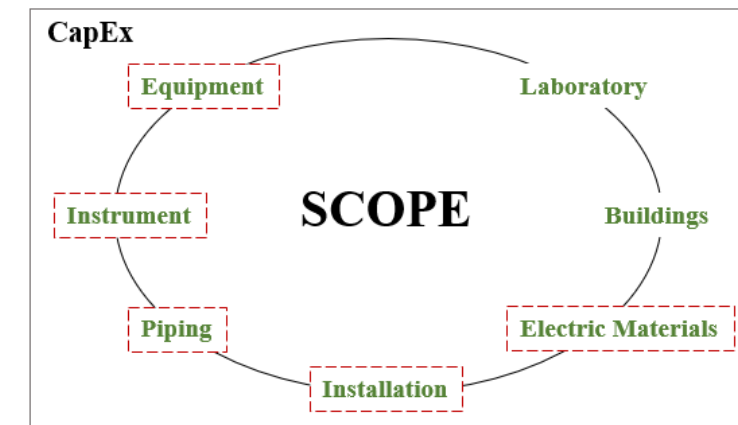 CapEx
Equipment
Laboratory
Instrument
SCOPE
Buildings
Piping
Electric Materials
Installation